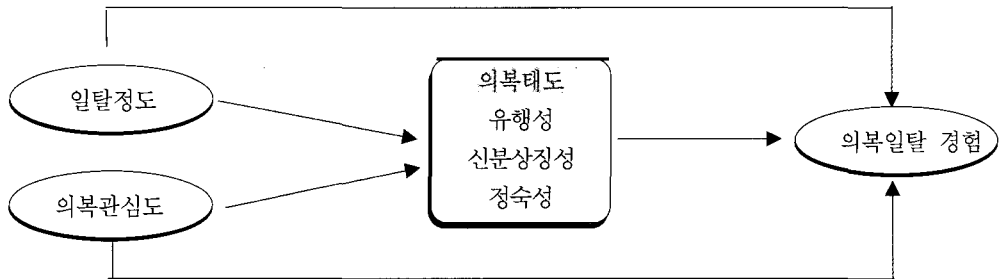 일탈정도
의복관심도
의복태도
유행성
신분상징성
정숙성
의복일탈 경험